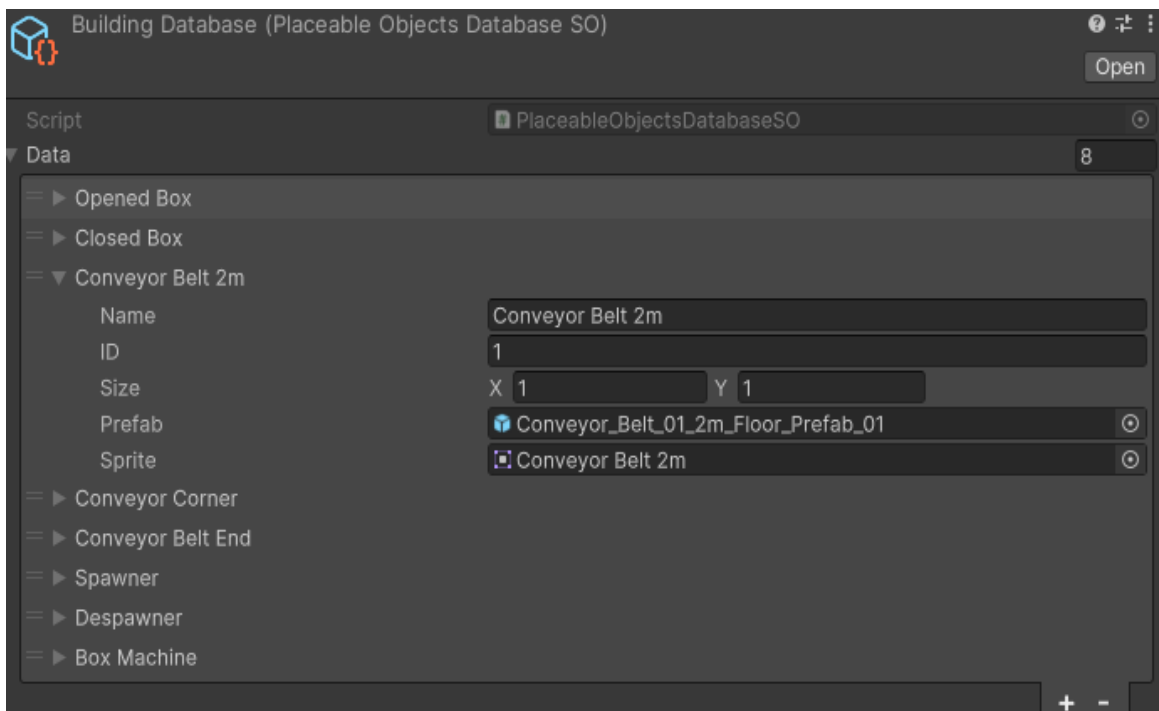 Building Database (Placeable Objects Database SO)
Open
Script PlaceableObjectsDatabaseSO
Data 8
Opened Box
Closed Box
Conveyor Belt 2m
Name Conveyor Belt 2m
ID 1
Size X 1 Y 1
Prefab Conveyor_Belt_01_2m_Floor_Prefab_01
Sprite Conveyor Belt 2m
Conveyor Corner
Conveyor Belt End
Spawner
Despawner
Box Machine
+ -